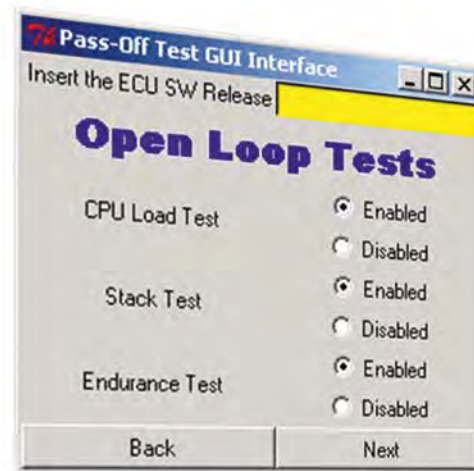 Pass-Off Test GUI Interface
Insert the ECU SW Release
Open Loop Tests
CPU Load Test
Enabled
Disabled
Stack Test
Enabled
Disabled
Endurance Test
Enabled
Disabled
Back
Next